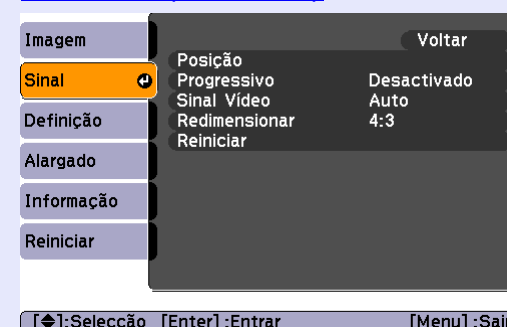 Imagem
Sinal
Definição
Alargado
Informação
Reiniciar
Voltar
Posição
Progressivo Desactivado
Sinal Vídeo Auto
Redimensionar 4:3
Reiniciar
[]:Selecção [Enter]:Entrar [Menu]:Sair